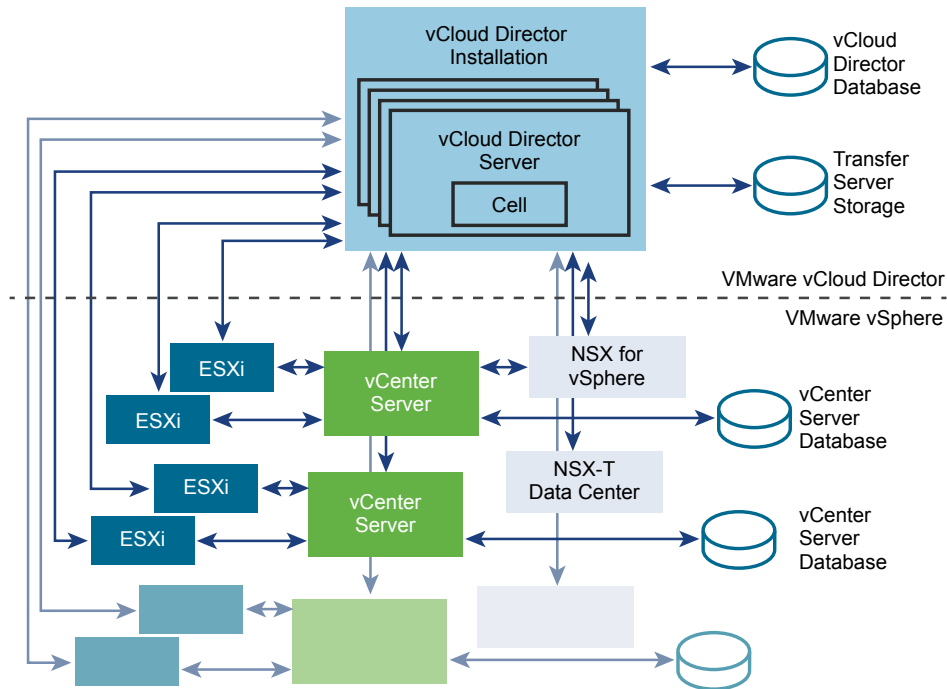 vCloud Director
Installation
vCloud
Director
Database
vCloud Director
Server
Cell
Transfer
Server
Storage
VMware vCloud Director
VMware vSphere
ESXi
vCenter
Server
NSX for
vSphere
ESXi
vCenter
Server
Database
ESXi
vCenter
Server
NSX-T
Data Center
ESXi
vCenter
Server
Database